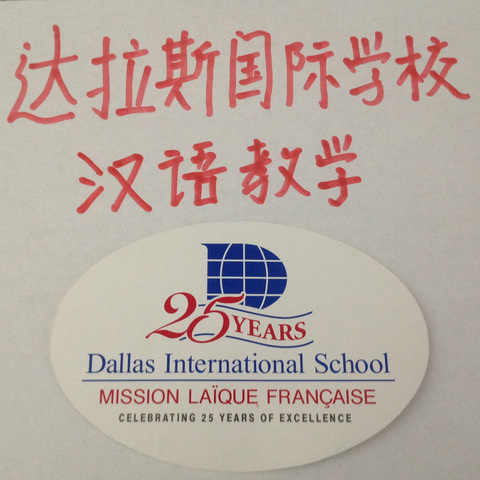 达拉斯国际学校
汉语教学
25 YEARS
Dallas International School
MISSION LAÏQUE FRANÇAISE
CELEBRATING 25 YEARS OF EXCELLENCE